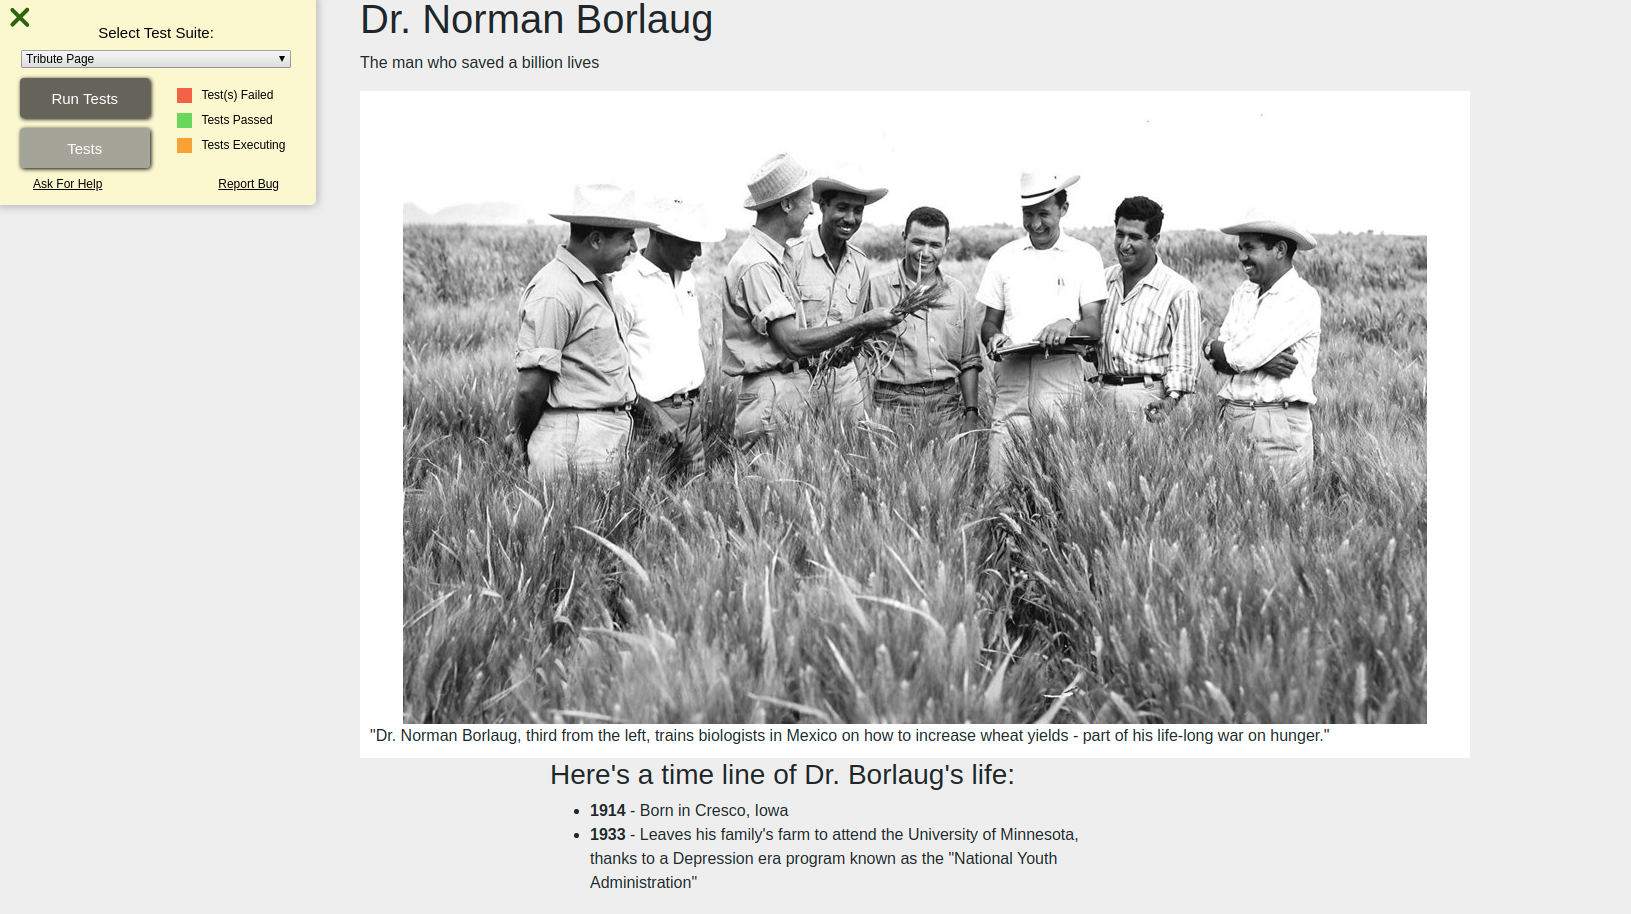 Select Test Suite:
Tribute Page
Run Tests
Tests
Test(s) Failed
Tests Passed
Tests Executing
Ask For Help
Report Bug
Dr. Norman Borlaug
The man who saved a billion lives
"Dr. Norman Borlaug, third from the left, trains biologists in Mexico on how to increase wheat yields - part of his life-long war on hunger."
Here's a time line of Dr. Borlaug's life:
1914 - Born in Cresco, Iowa
1933 - Leaves his family's farm to attend the University of Minnesota,
thanks to a Depression era program known as the "National Youth
Administration"